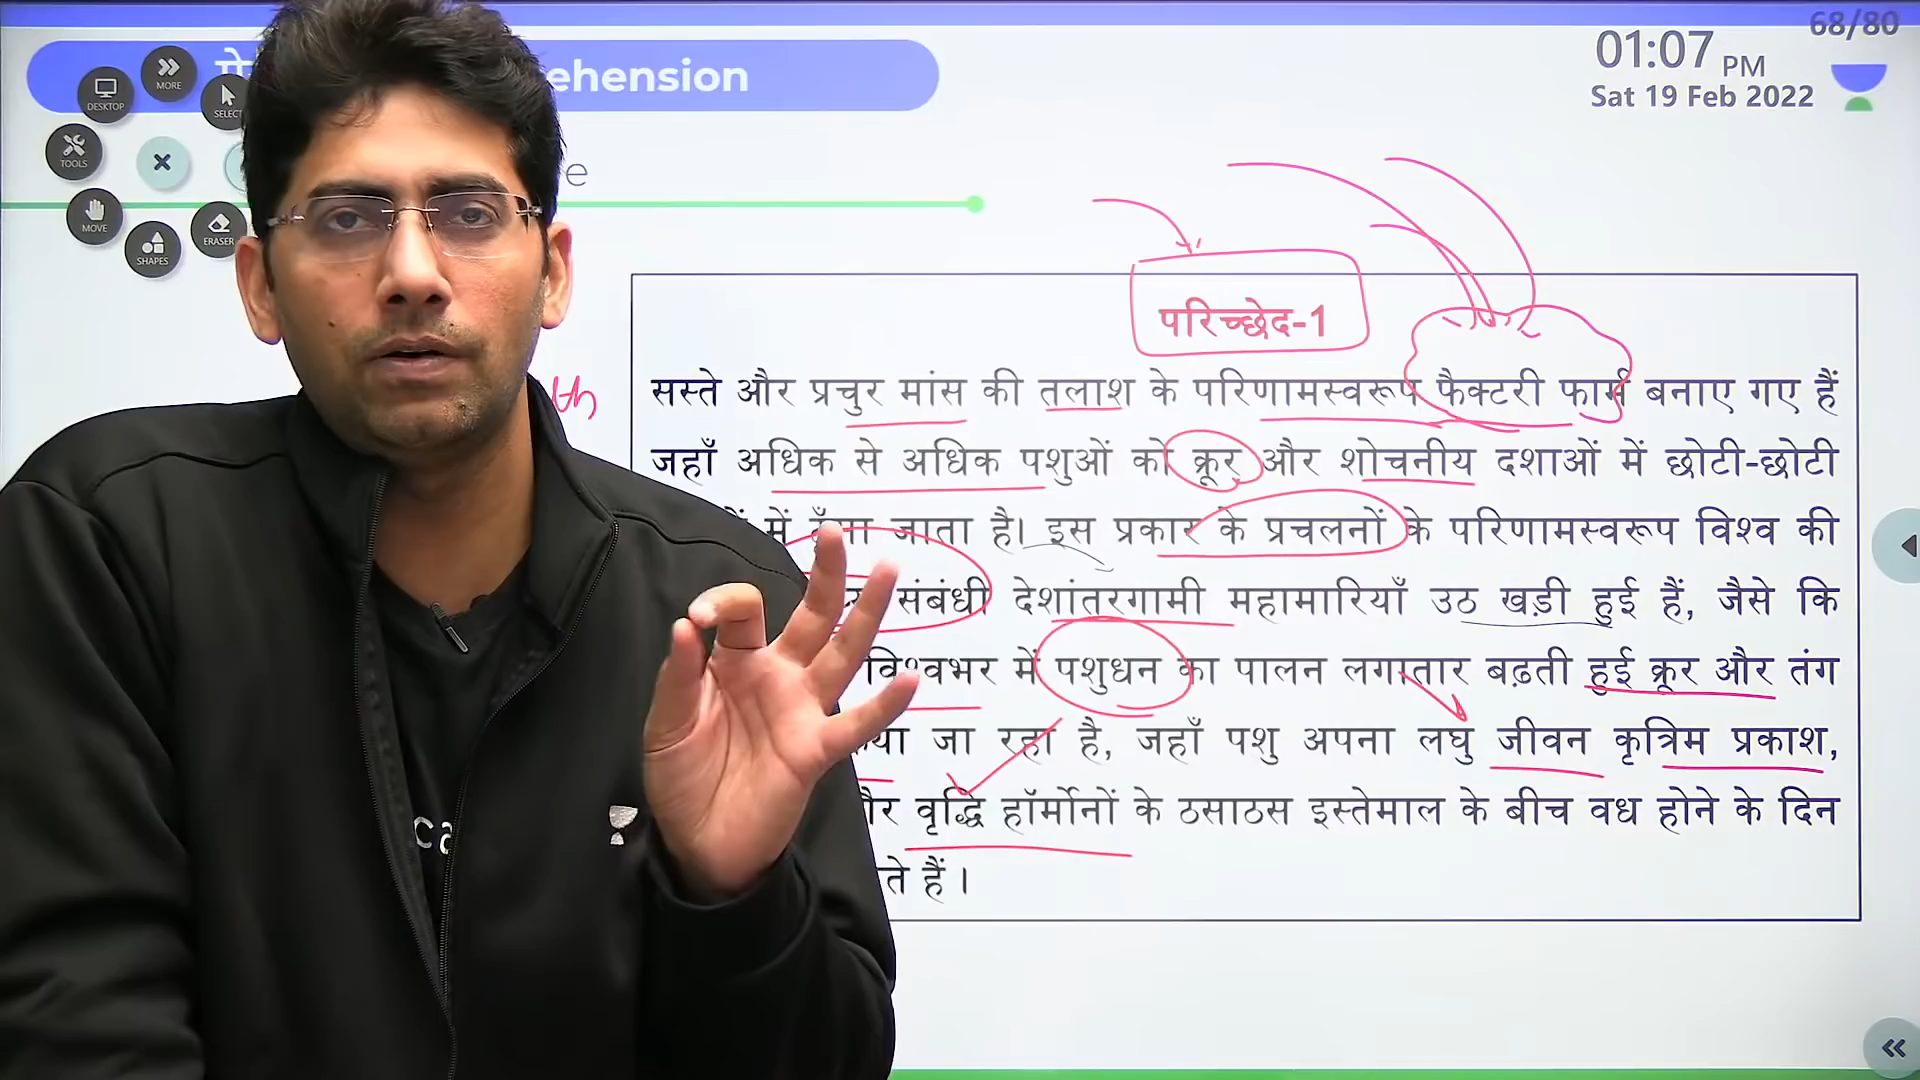 68/80
01:07 PM
Sat 19 Feb 2022
ehension
MORE
DESKTOP
SELECT
TOOLS
MOVE
ERASER
SHAPES
e
परिच्छेद-1
सस्ते और प्रचुर मांस की तलाश के परिणामस्वरूप फैक्टरी फार्म बनाए गए हैं
जहाँ अधिक से अधिक पशुओं को क्रूर और शोचनीय दशाओं में छोटी-छोटी
में जाता है। इस प्रकार के प्रचलनों के परिणामस्वरूप विश्व की
संबंधी देशांतरगामी महामारियाँ उठ खड़ी हुई हैं, जैसे कि
विश्वभर में पशुधन का पालन लगातार बढ़ती हुई क्रूर और तंग
जा रहा है, जहाँ पशु अपना लघु जीवन कृत्रिम प्रकाश,
वृद्धि हॉर्मोनों के ठसाठस इस्तेमाल के बीच वध होने के दिन
ते हैं।